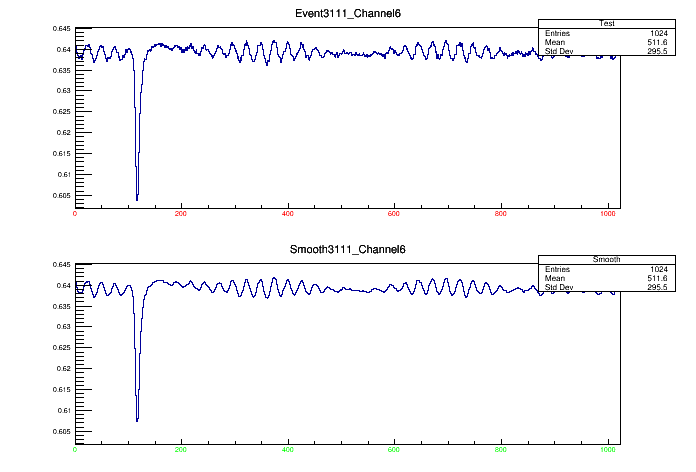 Event3111_Channel6
Test
Entries 1024
Mean 511.6
Std Dev 295.5
0.645
0.64
0.635
0.63
0.625
0.62
0.615
0.61
0.605
0 200 400 600 800 1000
Smooth3111_Channel6
Smooth
Entries 1024
Mean 511.6
Std Dev 295.5
0.645
0.64
0.635
0.63
0.625
0.62
0.615
0.61
0.605
0 200 400 600 800 1000